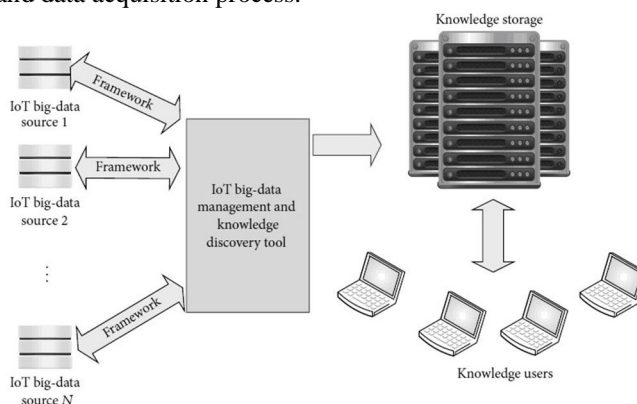 and data acquisition process.
Knowledge storage
Framework
IoT big-data
source 1
Framework
IoT big-data
source 2
IoT big-data
management and
knowledge
discovery tool
⋮
Framework
IoT big-data
source N
Knowledge users